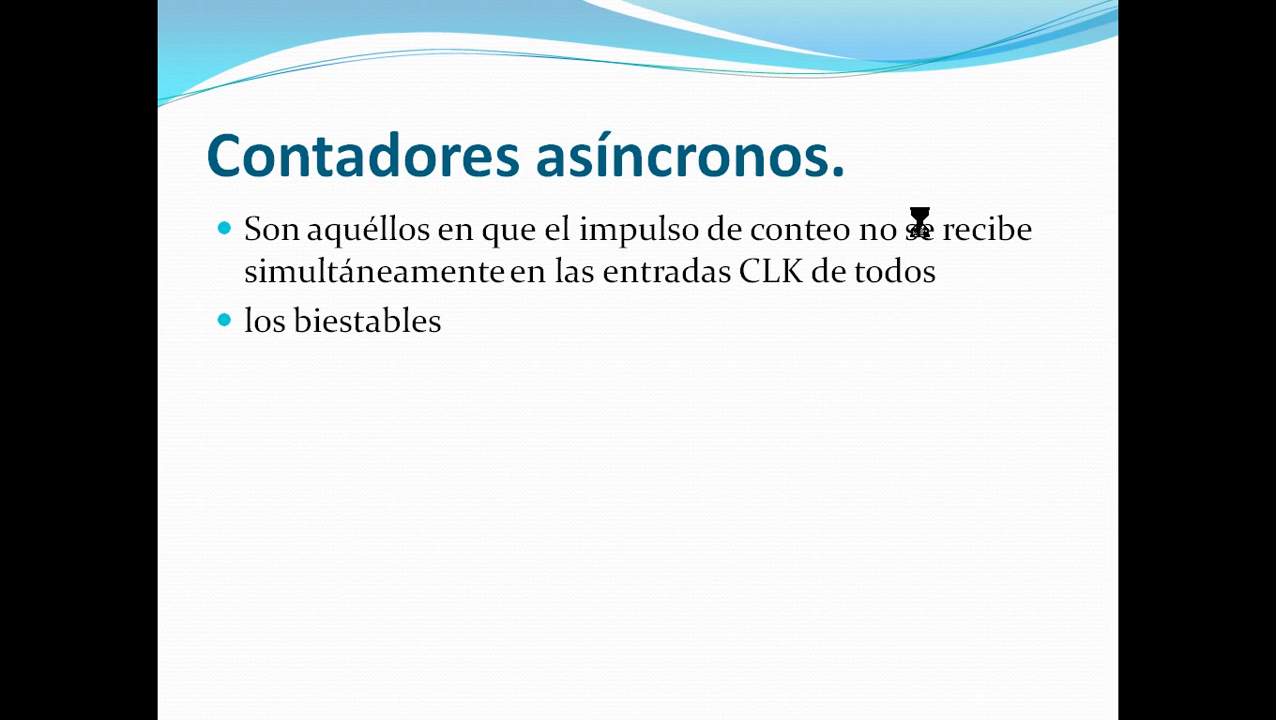 Contadores asíncronos.
Son aquéllos en que el impulso de conteo no se recibe
simultáneamente en las entradas CLK de todos
los biestables